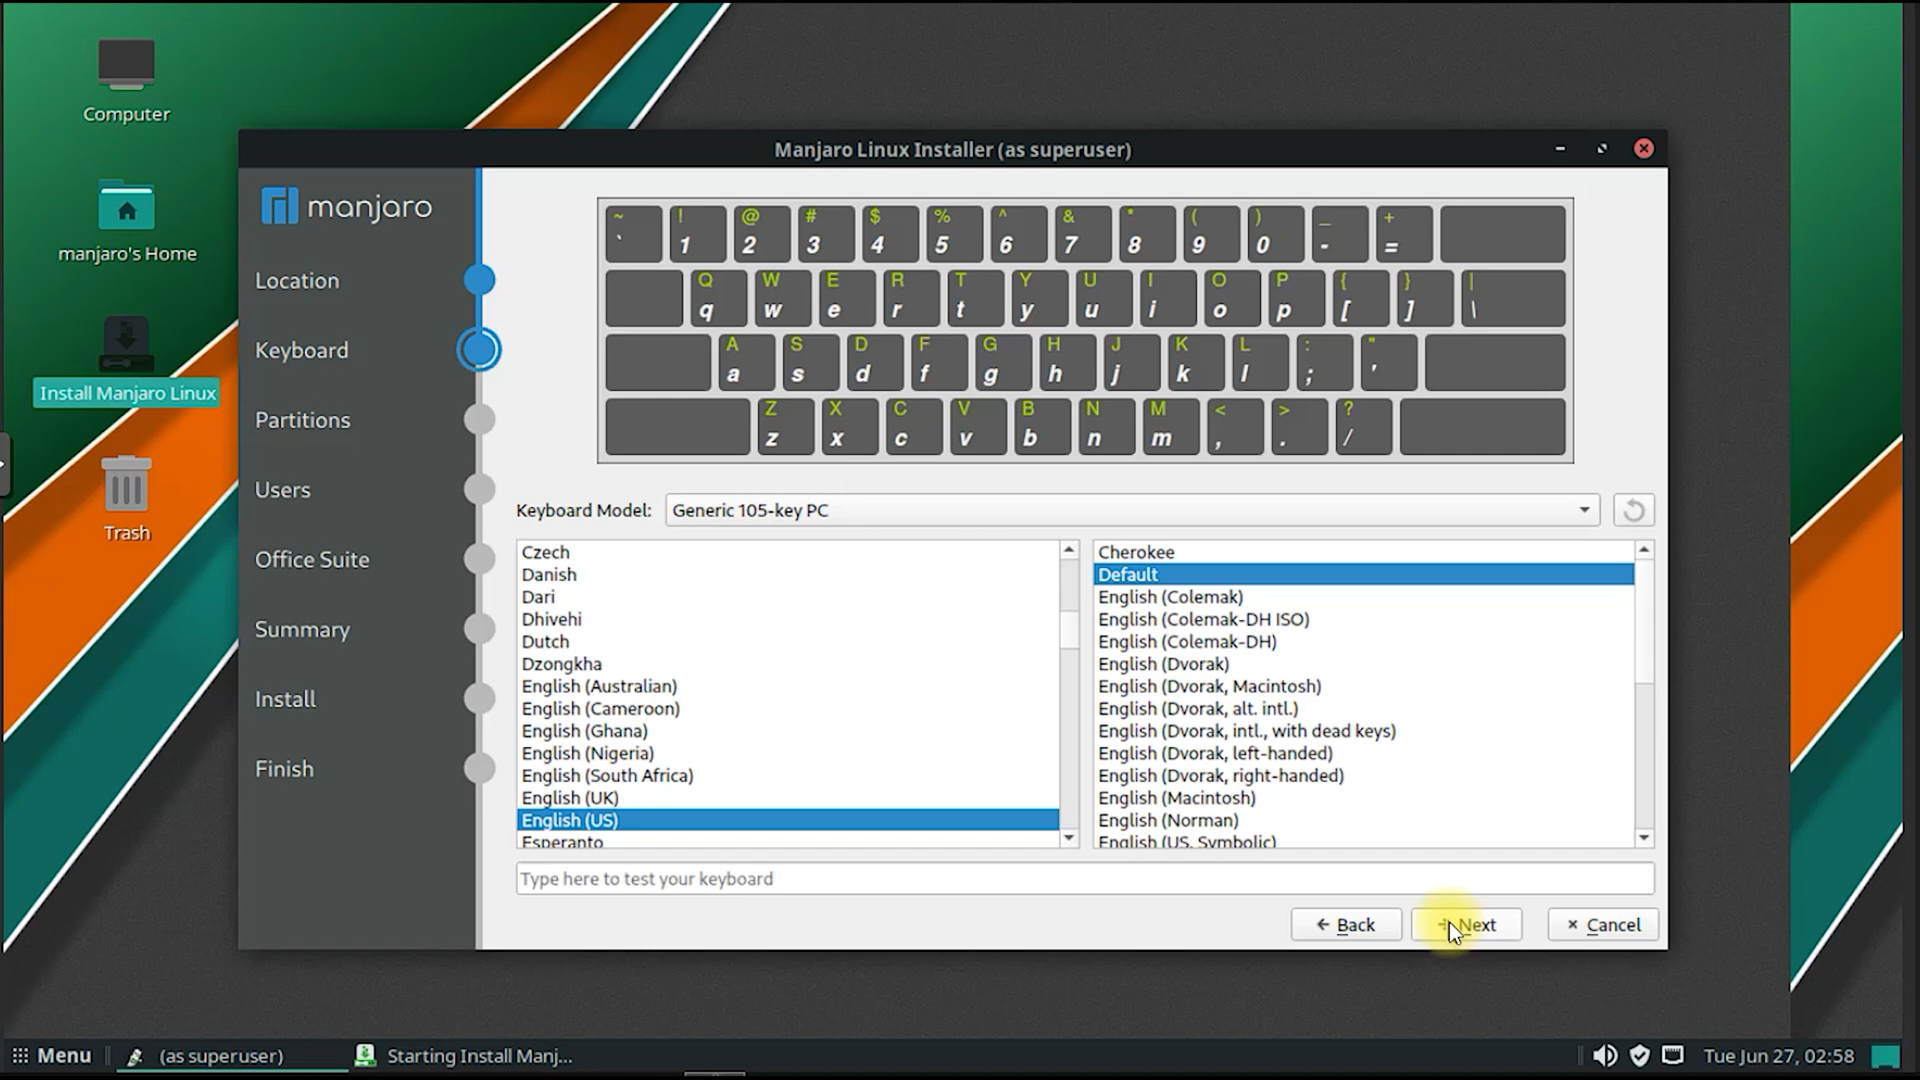 Computer
manjaro's Home
Install Manjaro Linux
Trash
Manjaro Linux Installer (as superuser)
manjaro
Location
Keyboard
Partitions
Users
Office Suite
Summary
Install
Finish
~ ! @ # $ % ^ & * ( ) _ +
` 1 2 3 4 5 6 7 8 9 0 - =
Q W E R T Y U I O P { } |
q w e r t y u i o p [ ] \
A S D F G H J K L : "
a s d f g h j k l ; '
Z X C V B N M < > ?
z x c v b n m , . /
Keyboard Model: Generic 105-key PC
Czech
Danish
Dari
Dhivehi
Dutch
Dzongkha
English (Australian)
English (Cameroon)
English (Ghana)
English (Nigeria)
English (South Africa)
English (UK)
English (US)
Esperanto
Cherokee
Default
English (Colemak)
English (Colemak-DH ISO)
English (Colemak-DH)
English (Dvorak)
English (Dvorak, Macintosh)
English (Dvorak, alt. intl.)
English (Dvorak, intl., with dead keys)
English (Dvorak, left-handed)
English (Dvorak, right-handed)
English (Macintosh)
English (Norman)
English (US, Symbolic)
Type here to test your keyboard
Back
Next
Cancel
Menu
(as superuser)
Starting Install Manj...
Tue Jun 27, 02:58